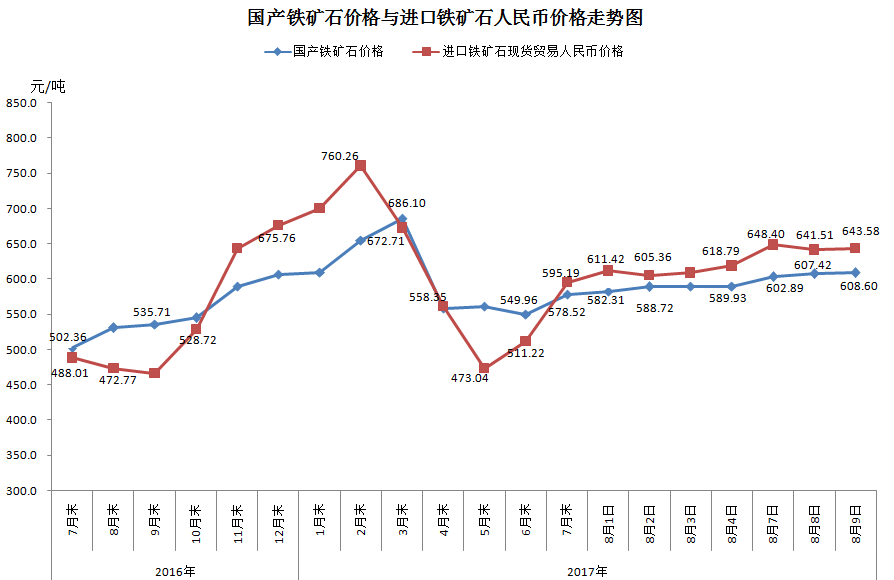 国产铁矿石价格与进口铁矿石人民币价格走势图
国产铁矿石价格 进口铁矿石现货贸易人民币价格
元/吨
850.0
800.0
750.0
700.0
650.0
600.0
550.0
500.0
450.0
400.0
350.0
300.0
502.36
488.01
472.77
535.71
528.72
675.76
760.26
686.10
672.71
558.35
473.04
549.96
511.22
595.19
578.52
611.42
582.31
605.36
588.72
618.79
589.93
648.40
602.89
641.51
607.42
643.58
608.60
7月末
8月末
9月末
10月末
11月末
12月末
1月末
2月末
3月末
4月末
5月末
6月末
7月末
8月1日
8月2日
8月3日
8月4日
8月7日
8月8日
8月9日
2016年 2017年